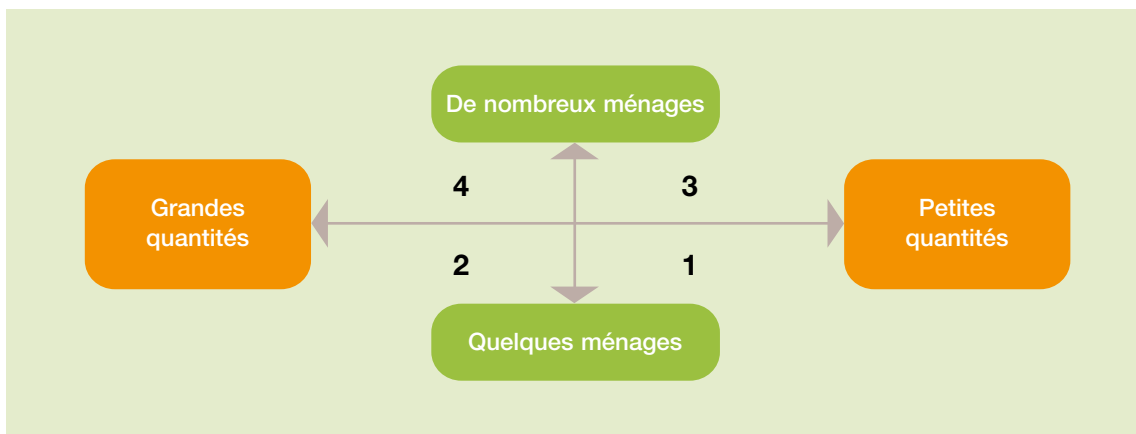 De nombreux ménages
4
3
Grandes
quantités
Petites
quantités
2
1
Quelques ménages